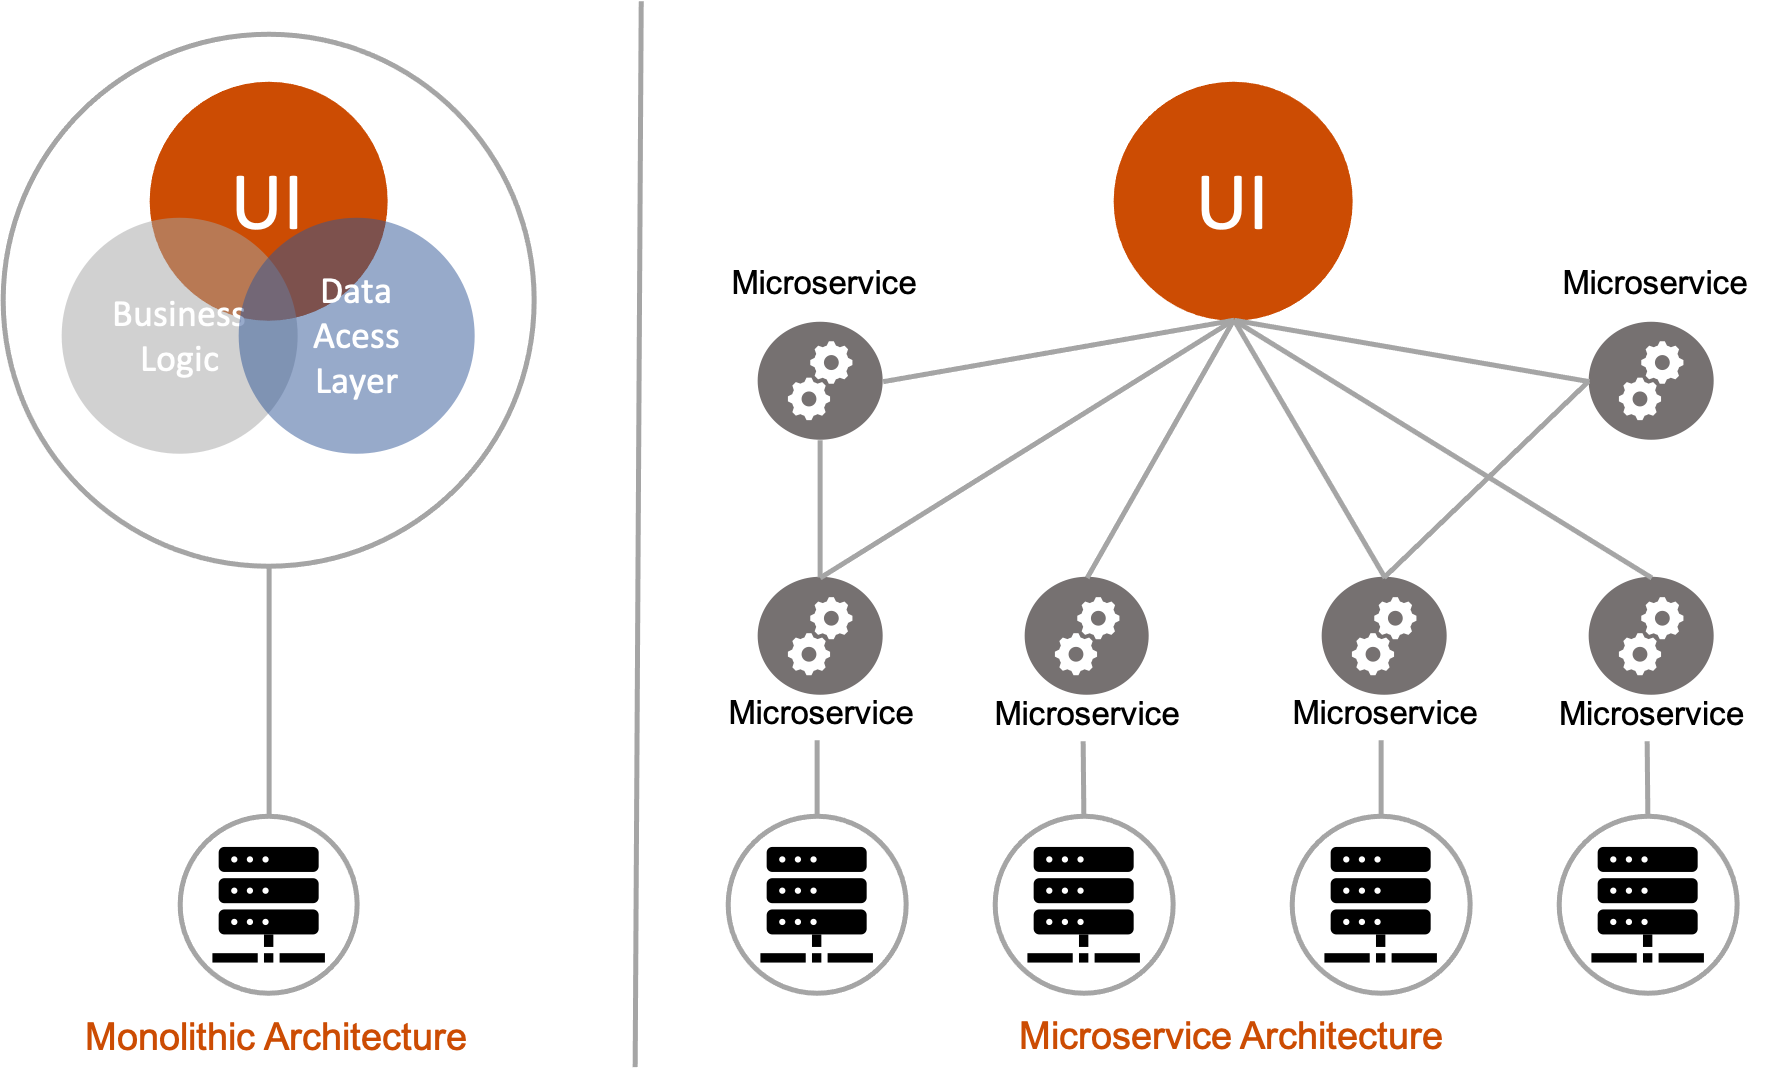 UI
Business
Logic
Data
Acess
Layer
Monolithic Architecture
UI
Microservice
Microservice
Microservice
Microservice
Microservice
Microservice
Microservice Architecture